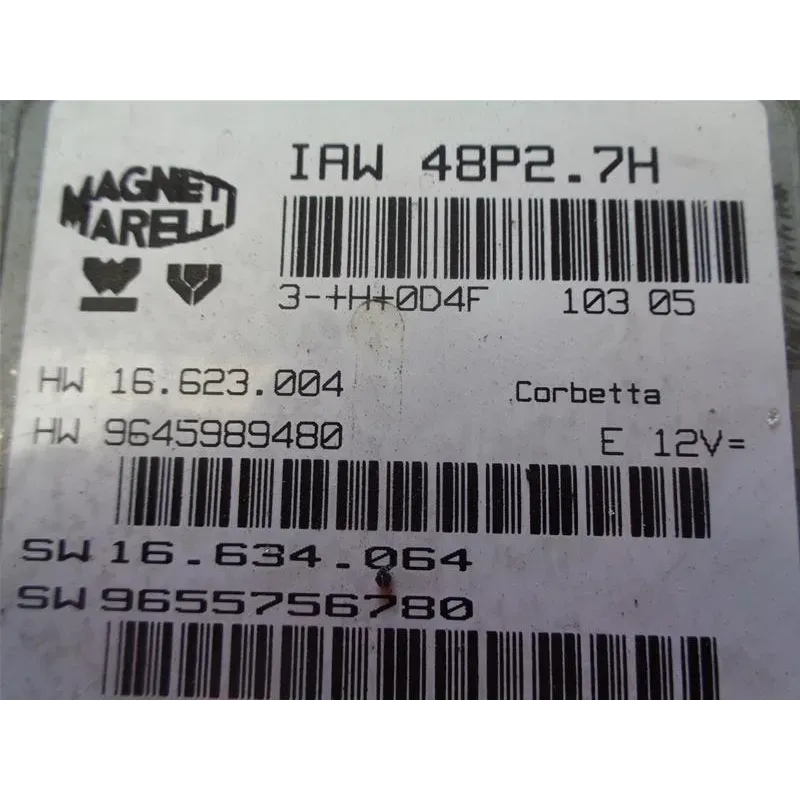 IAW 48P2.7H
MAGNETI
MARELLI
3-+H+0D4F 103 05
HW 16.623.004
Corbetta
HW 9645989480
E 12V=
SW 16.634.064
SW 9655756780